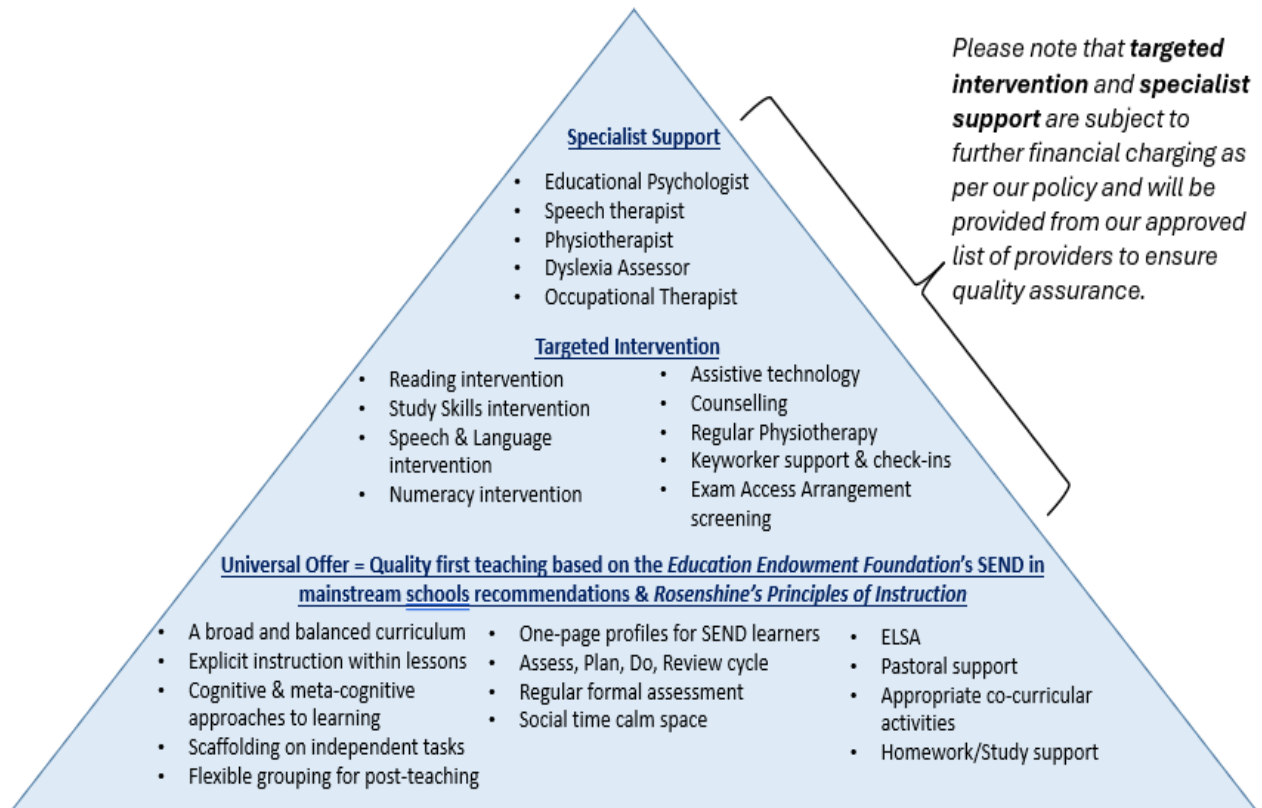 Please note that targeted
intervention and specialist
support are subject to
further financial charging as
per our policy and will be
provided from our approved
list of providers to ensure
quality assurance.
Specialist Support
• Educational Psychologist
• Speech therapist
• Physiotherapist
• Dyslexia Assessor
• Occupational Therapist
Targeted Intervention
• Reading intervention
• Study Skills intervention
• Speech & Language
intervention
• Numeracy intervention
• Assistive technology
• Counselling
• Regular Physiotherapy
• Keyworker support & check-ins
• Exam Access Arrangement
screening
Universal Offer = Quality first teaching based on the Education Endowment Foundation's SEND in
mainstream schools recommendations & Rosenshine's Principles of Instruction
• A broad and balanced curriculum
• Explicit instruction within lessons
• Cognitive & meta-cognitive
approaches to learning
• Scaffolding on independent tasks
• Flexible grouping for post-teaching
• One-page profiles for SEND learners
• Assess, Plan, Do, Review cycle
• Regular formal assessment
• Social time calm space
• ELSA
• Pastoral support
• Appropriate co-curricular
activities
• Homework/Study support